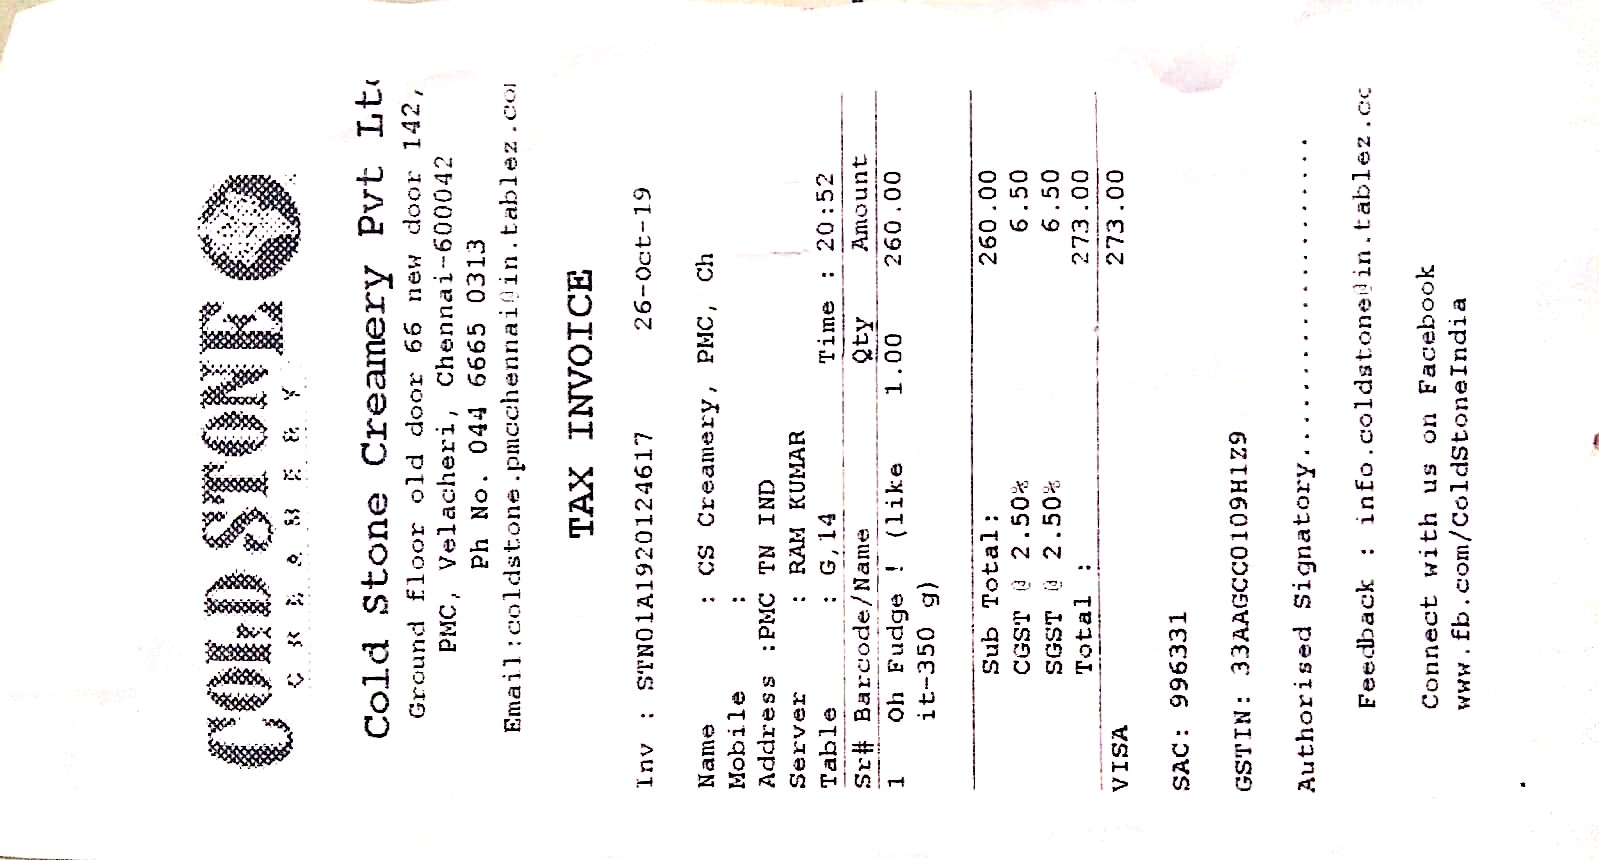 COLD STONE
CREAMERY
Cold Stone Creamery Pvt Lt
Ground floor old door 66 new door 142,
PMC, Velacheri, Chennai-600042
Ph No. 044 6665 0313
Email:coldstone.pmcchennai@in.tablez.co
TAX INVOICE
Inv : STN01A1920124617 26-Oct-19
Name : CS Creamery, PMC, Ch
Mobile :
Address :PMC TN IND
Server : RAM KUMAR
Table : G,14 Time : 20:52
Sr# Barcode/Name Qty Amount
1 Oh Fudge ! (like 1.00 260.00
it-350 g)
Sub Total: 260.00
CGST @ 2.50% 6.50
SGST @ 2.50% 6.50
Total : 273.00
VISA 273.00
SAC: 996331
GSTIN: 33AAGCC0109H1Z9
Authorised Signatory........................
Feedback : info.coldstone@in.tablez.cc
Connect with us on Facebook
www.fb.com/ColdStoneIndia